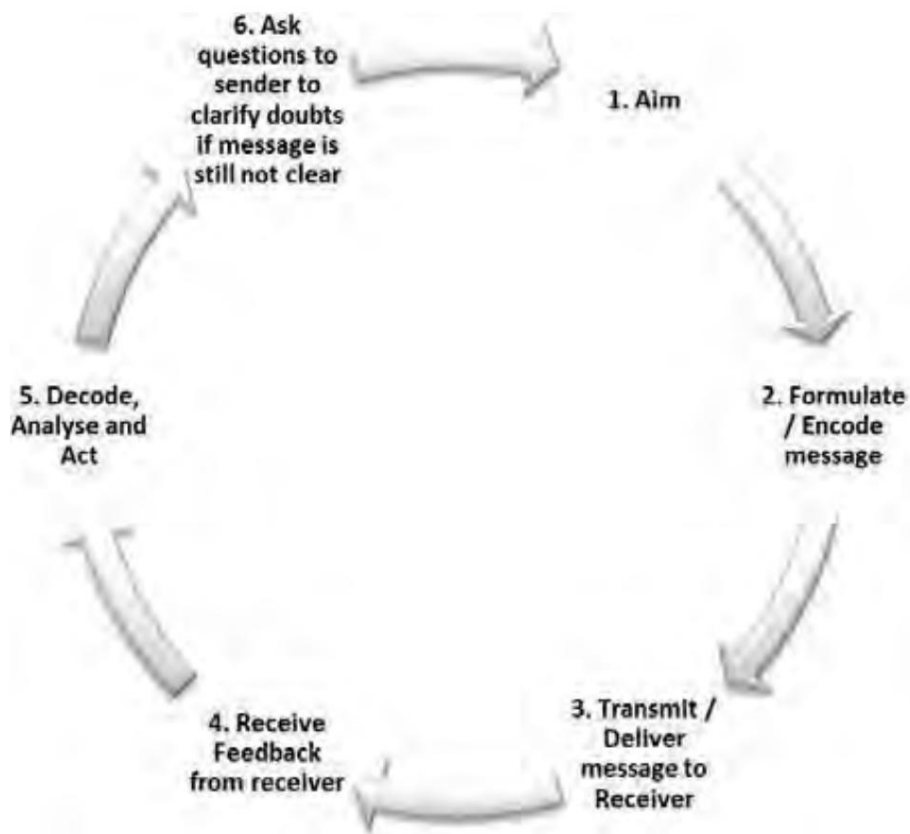 6. Ask
questions to
sender to
clarify doubts
if message is
still not clear
1. Aim
2. Formulate
/ Encode
message
3. Transmit /
Deliver
message to
Receiver
4. Receive
Feedback
from receiver
5. Decode,
Analyse and
Act